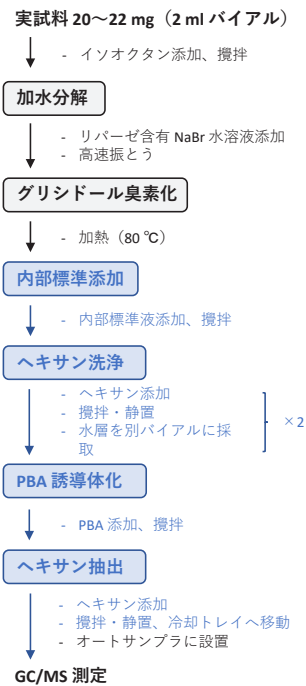 実試料 20～22 mg（2 ml バイアル）
- イソオクタン添加、攪拌
加水分解
- リパーゼ含有 NaBr 水溶液添加
- 高速振とう
グリシドール臭素化
- 加熱（80 ℃）
内部標準添加
- 内部標準液添加、攪拌
ヘキサン洗浄
- ヘキサン添加
- 攪拌・静置
- 水層を別バイアルに採
取
×2
PBA 誘導体化
- PBA 添加、攪拌
ヘキサン抽出
- ヘキサン添加
- 攪拌・静置、冷却トレイへ移動
- オートサンプラに設置
GC/MS 測定